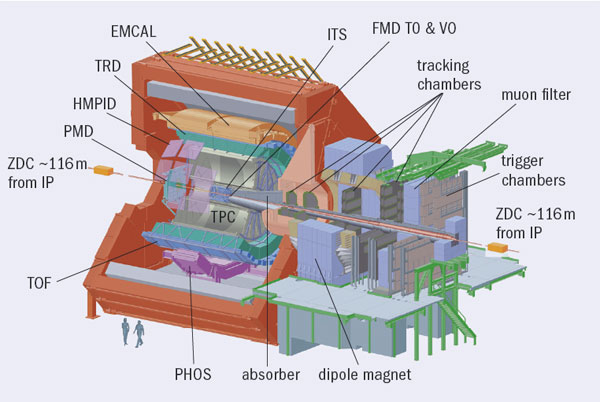 EMCAL
ITS
FMD T0 & V0
TRD
tracking
chambers
HMPID
muon filter
PMD
trigger
chambers
ZDC ~116 m
from IP
ZDC ~116 m
from IP
TPC
TOF
PHOS
absorber
dipole magnet